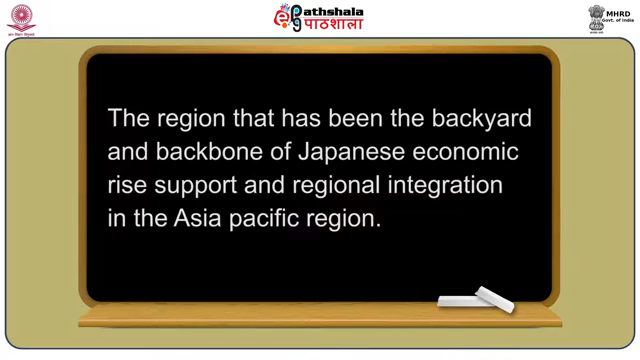 ePathshala
पाठशाला
MHRD
Govt. of India
The region that has been the backyard
and backbone of Japanese economic
rise support and regional integration
in the Asia pacific region.